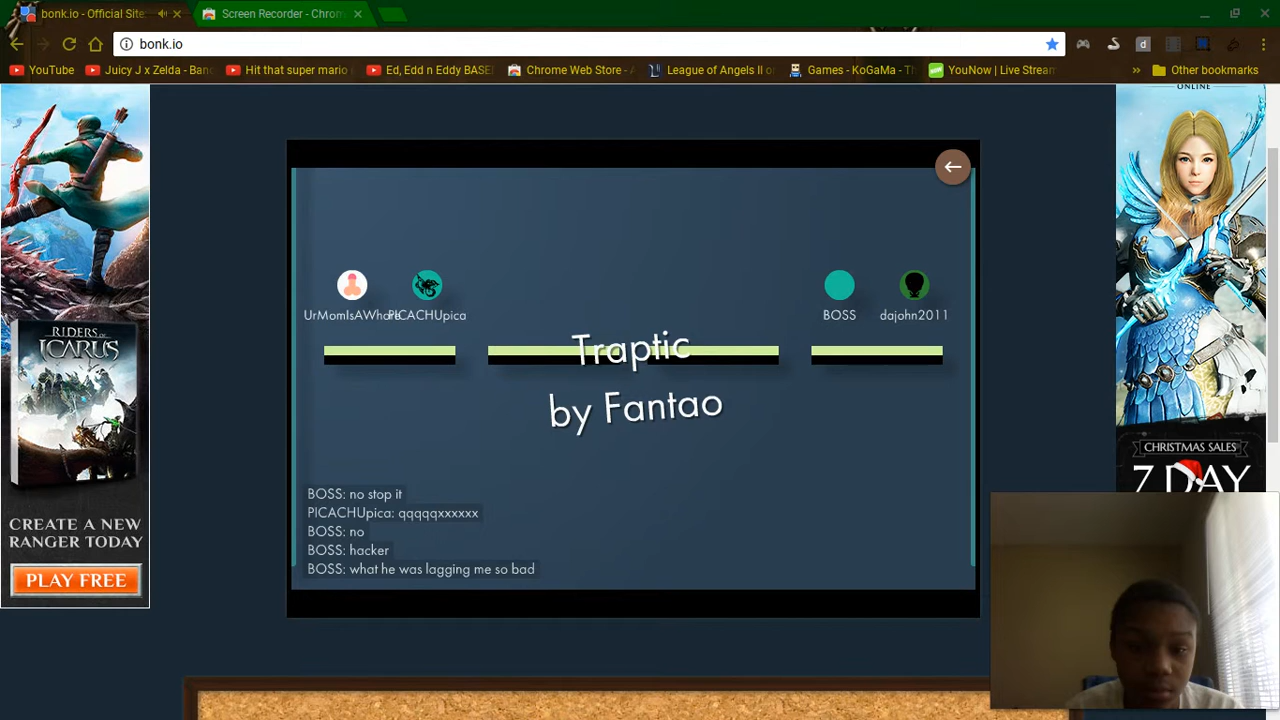 bonk.io - Official Site
Screen Recorder - Chrom
bonk.io
YouTube
Juicy J x Zelda - Ban
Hit that super mario
Ed, Edd n Eddy BASE
Chrome Web Store - A
League of Angels II or
Games - KoGaMa - Th
YouNow | Live Stream
»
Other bookmarks
ONLINE
UrMomIsAWhore
PICACHUpica
BOSS
dajohn2011
Traptic
by Fantao
BOSS: no stop it
PICACHUpica: qqqqqxxxxxx
BOSS: no
BOSS: hacker
BOSS: what he was lagging me so bad
RIDERS OF
ICARUS
CREATE A NEW
RANGER TODAY
PLAY FREE
CHRISTMAS SALES
7 DAY